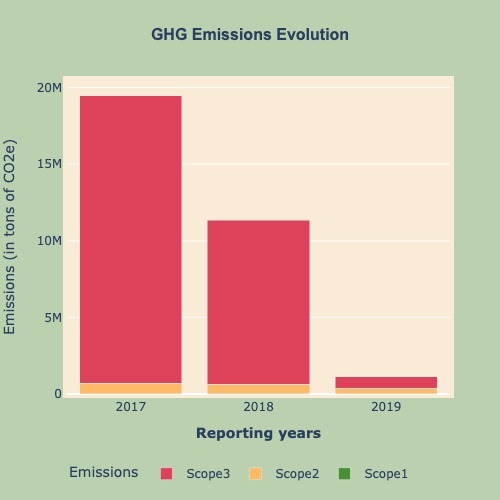 GHG Emissions Evolution
Emissions (in tons of CO2e)
20M
15M
10M
5M
0
2017 2018 2019
Reporting years
Emissions Scope3 Scope2 Scope1